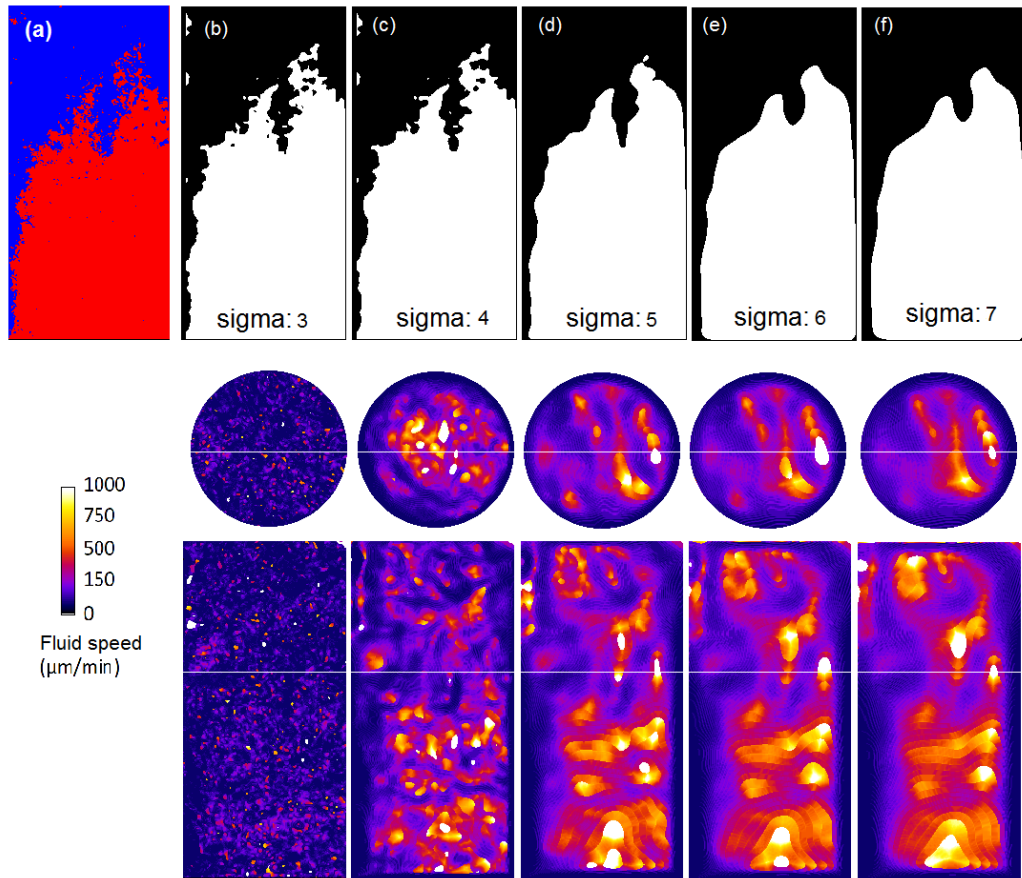 (a)
(b)
(c)
(d)
(e)
(f)
sigma: 3
sigma: 4
sigma: 5
sigma: 6
sigma: 7
1000
750
500
150
0
Fluid speed
(µm/min)